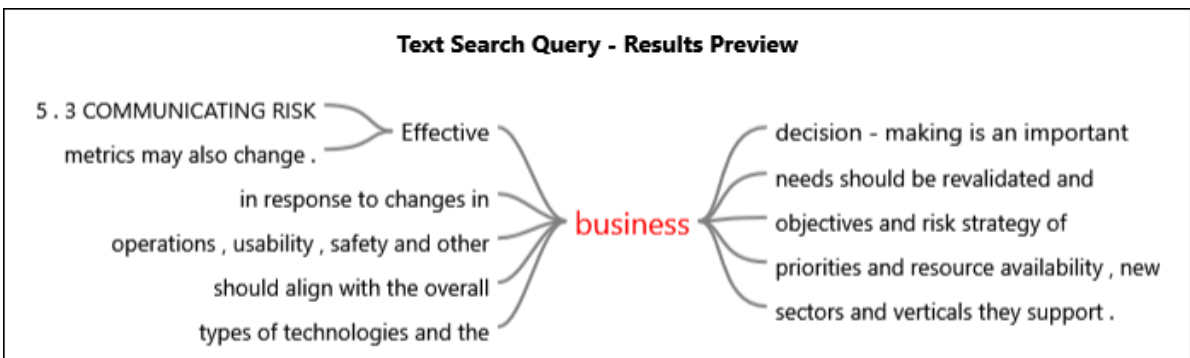 Text Search Query - Results Preview
5 . 3 COMMUNICATING RISK
metrics may also change .
Effective
in response to changes in
operations , usability , safety and other
should align with the overall
types of technologies and the
business
decision - making is an important
needs should be revalidated and
objectives and risk strategy of
priorities and resource availability , new
sectors and verticals they support .